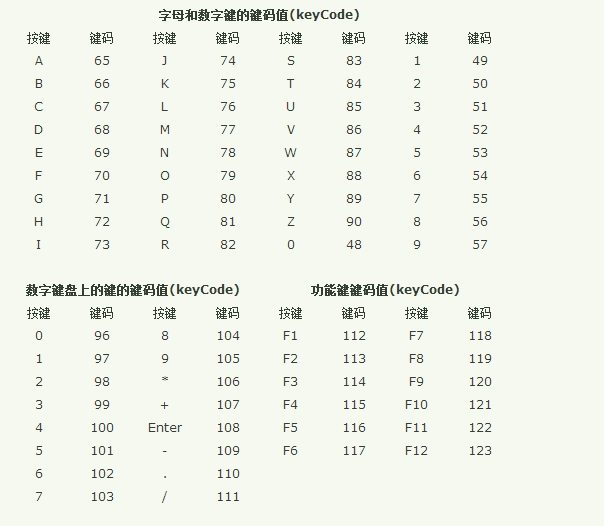 字母和数字键的键码值(keyCode)
按键 键码 按键 键码 按键 键码 按键 键码
A 65 J 74 S 83 1 49
B 66 K 75 T 84 2 50
C 67 L 76 U 85 3 51
D 68 M 77 V 86 4 52
E 69 N 78 W 87 5 53
F 70 O 79 X 88 6 54
G 71 P 80 Y 89 7 55
H 72 Q 81 Z 90 8 56
I 73 R 82 0 48 9 57
数字键盘上的键的键码值(keyCode) 功能键键码值(keyCode)
按键 键码 按键 键码 按键 键码 按键 键码
0 96 8 104 F1 112 F7 118
1 97 9 105 F2 113 F8 119
2 98 * 106 F3 114 F9 120
3 99 + 107 F4 115 F10 121
4 100 Enter 108 F5 116 F11 122
5 101 - 109 F6 117 F12 123
6 102 . 110
7 103 / 111